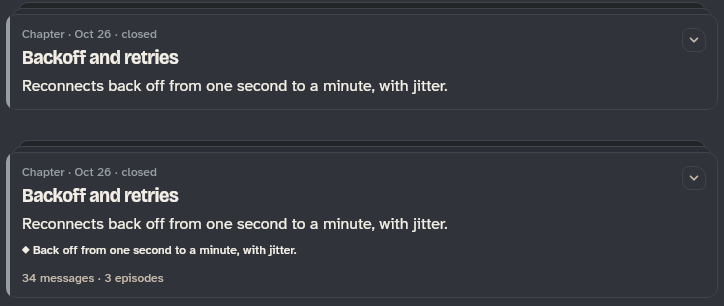 Chapter · Oct 26 · closed
Backoff and retries
Reconnects back off from one second to a minute, with jitter.
Chapter · Oct 26 · closed
Backoff and retries
Reconnects back off from one second to a minute, with jitter.
◆ Back off from one second to a minute, with jitter.
34 messages · 3 episodes